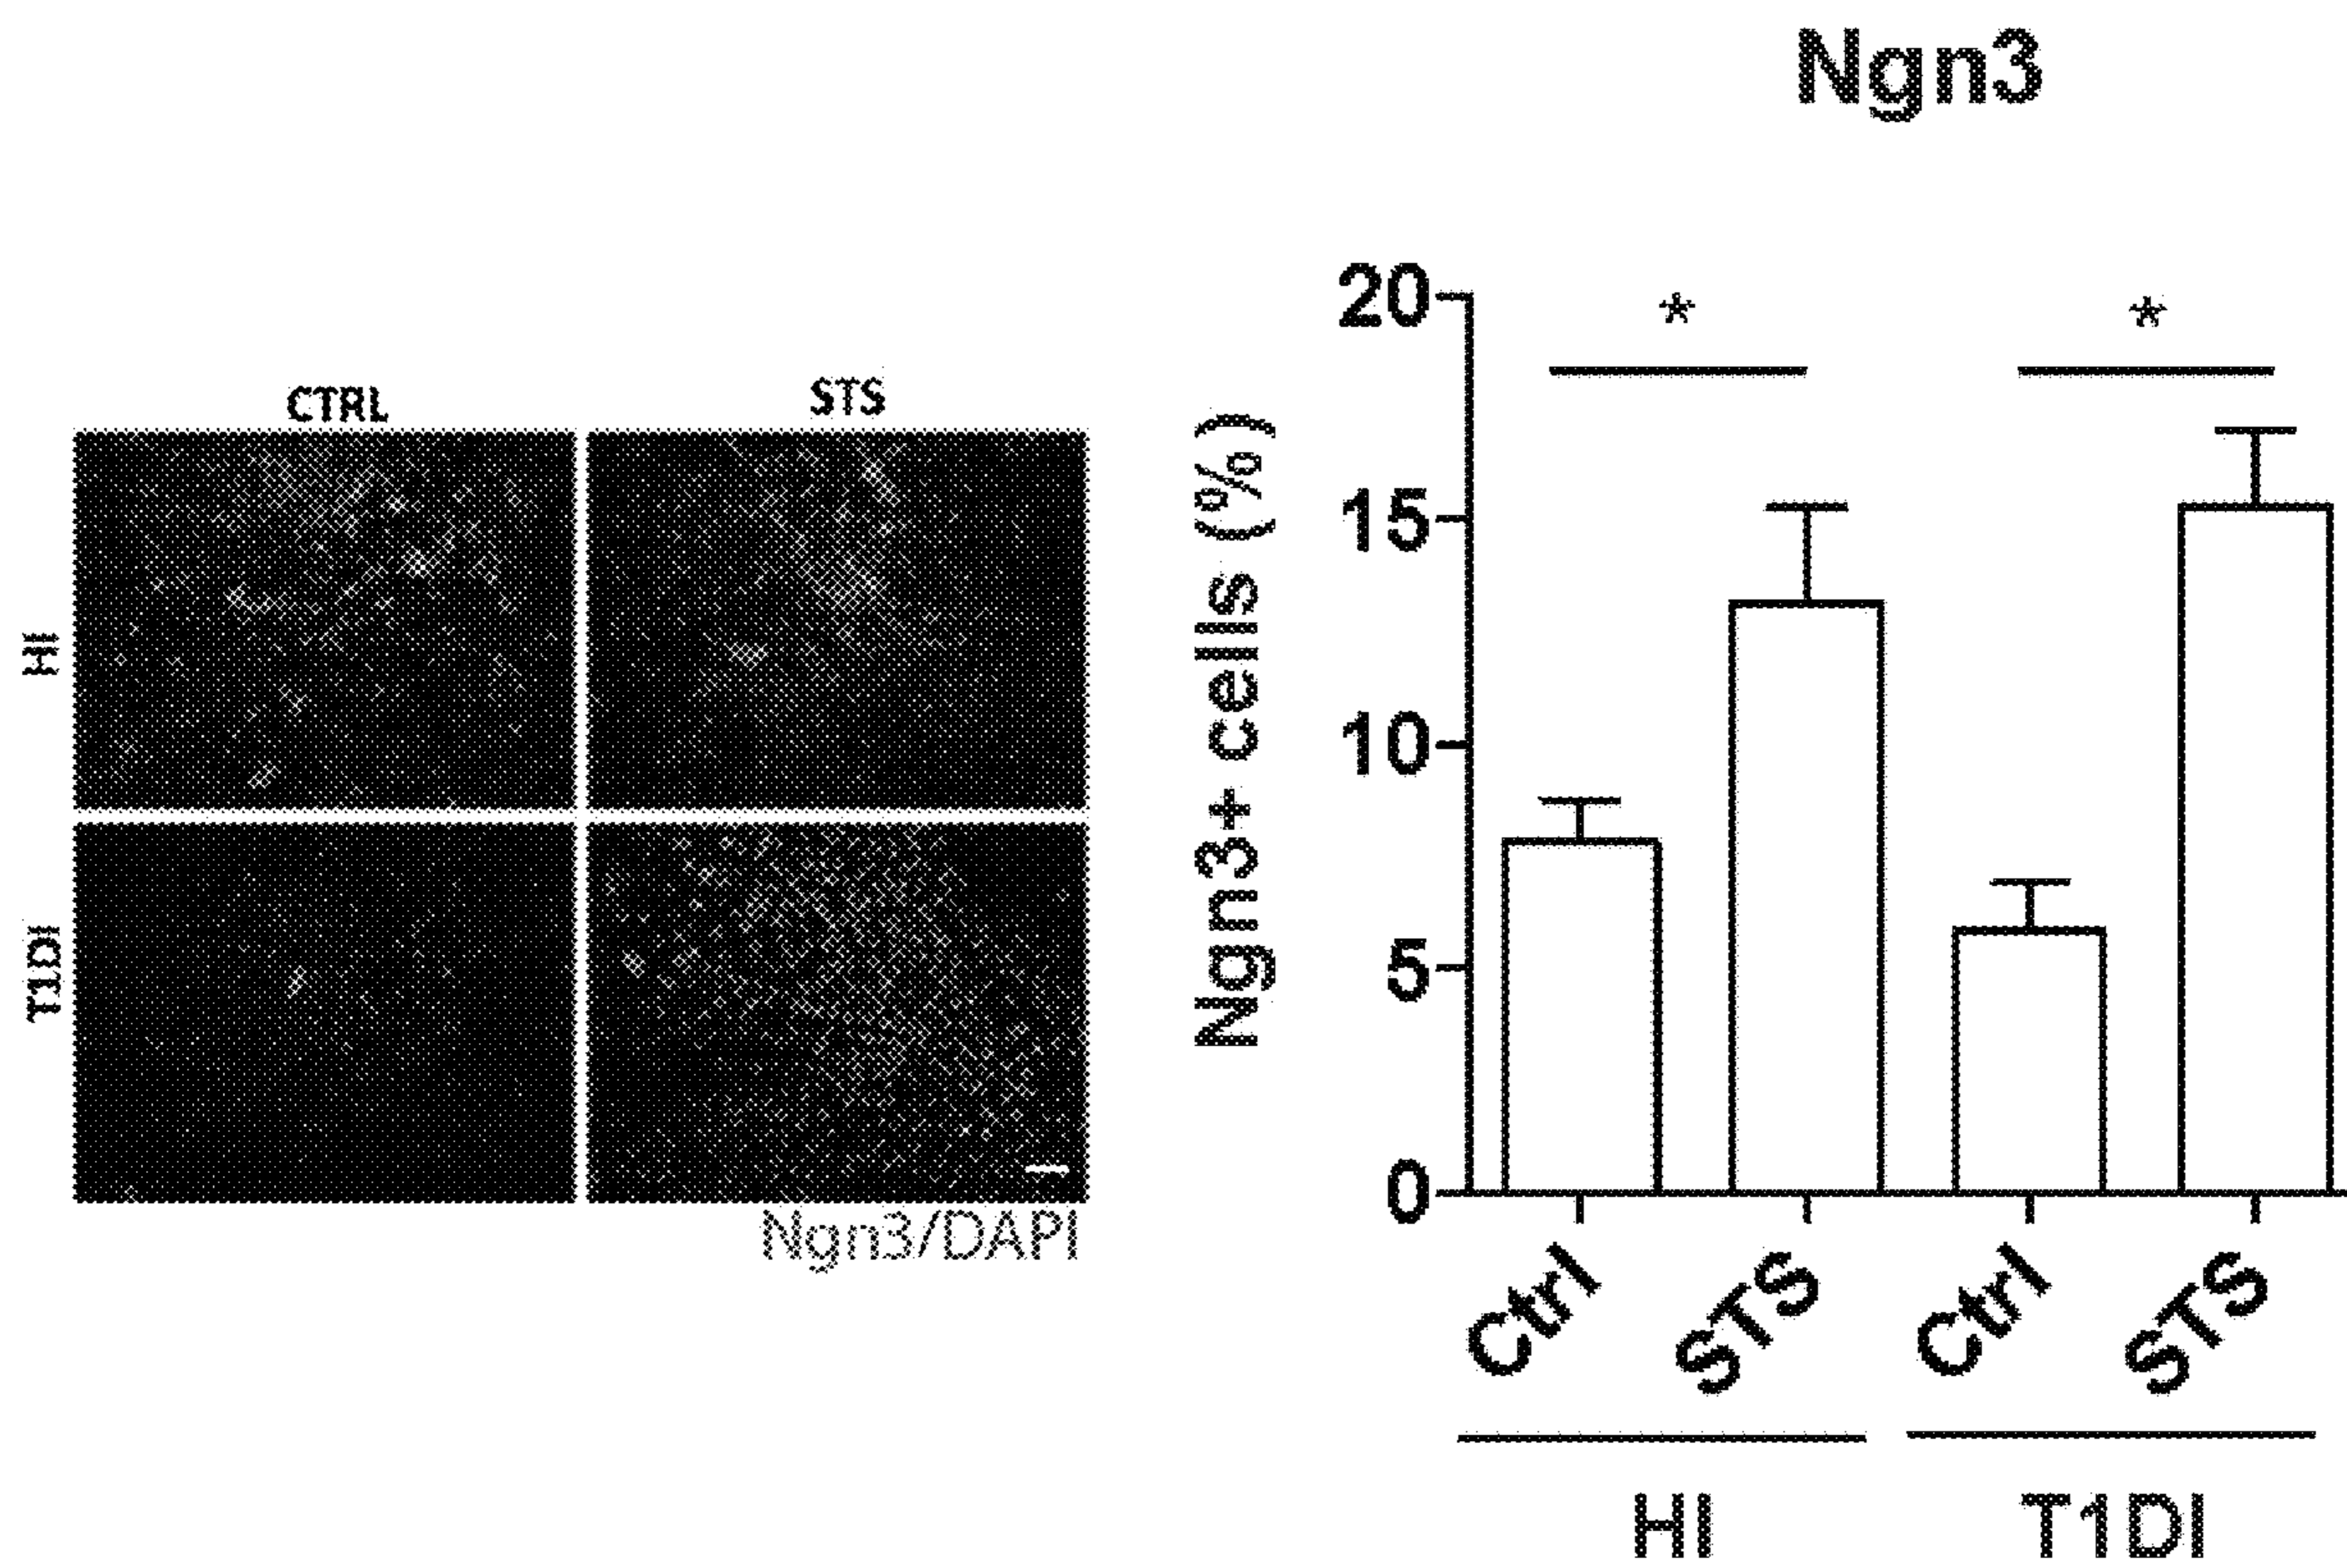 CTRL
STS
HI
T1DI
Ngn3/DAPI
Ngn3
Ngn3+ cells (%)
20
15
10
5
0
*
*
Ctrl
STS
Ctrl
STS
HI
T1DI